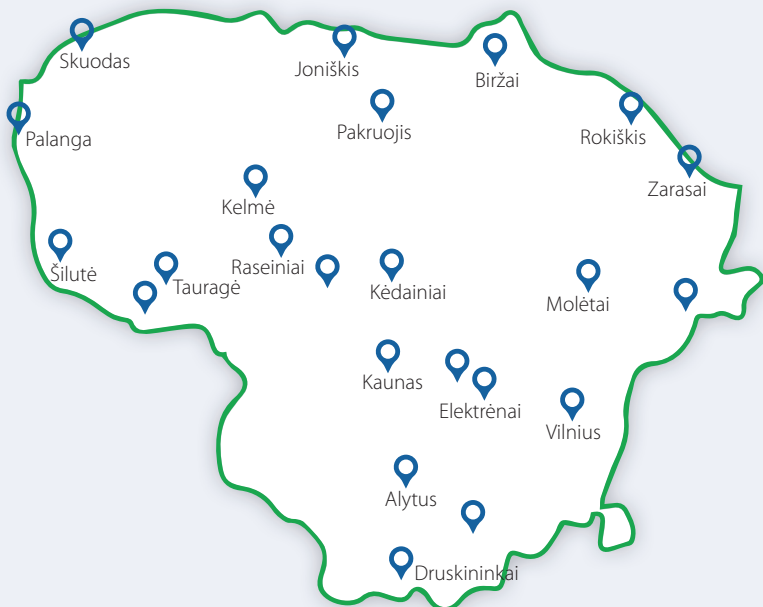 Skuodas
Joniškis
Biržai
Palanga
Pakruojis
Rokiškis
Zarasai
Kelmė
Šilutė
Tauragė
Raseiniai
Kėdainiai
Molėtai
Kaunas
Elektrėnai
Vilnius
Alytus
Druskininkai